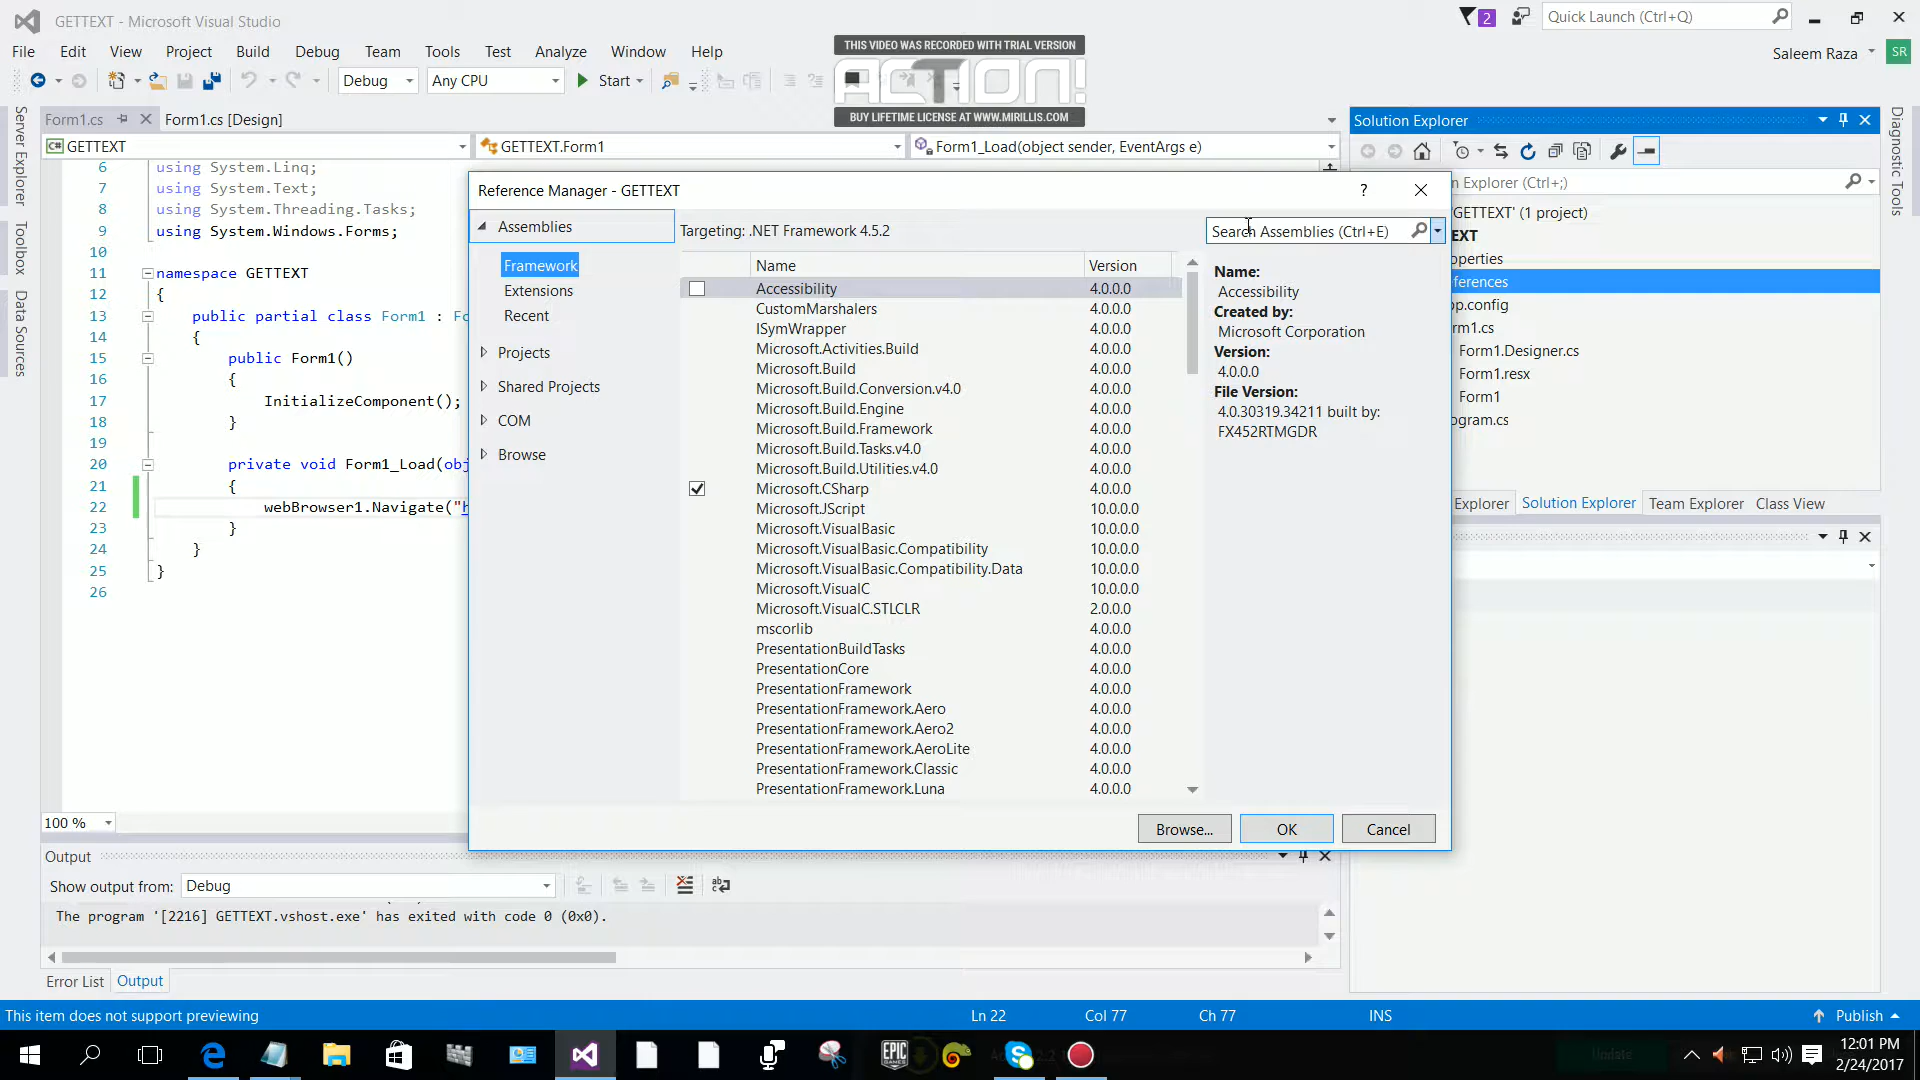 GETTEXT - Microsoft Visual Studio
2
Quick Launch (Ctrl+Q)
File Edit View Project Build Debug Team Tools Test Analyze Window Help
Saleem Raza
SR
THIS VIDEO WAS RECORDED WITH TRIAL VERSION
ACTION!
BUY LIFETIME LICENSE AT WWW.MIRILLIS.COM
Debug
Any CPU
Start
Server Explorer
Toolbox
Data Sources
Form1.cs
Form1.cs [Design]
GETTEXT
GETTEXT.Form1
Form1_Load(object sender, EventArgs e)
6 using System.Linq;
7 using System.Text;
8 using System.Threading.Tasks;
9 using System.Windows.Forms;
10
11 namespace GETTEXT
12 {
13 public partial class Form1 : Fo
14 {
15 public Form1()
16 {
17 InitializeComponent();
18 }
19
20 private void Form1_Load(obj
21 {
22 webBrowser1.Navigate("h
23 }
24 }
25 }
26
100 %
Reference Manager - GETTEXT
?
Assemblies
Framework
Extensions
Recent
Projects
Shared Projects
COM
Browse
Targeting: .NET Framework 4.5.2
Search Assemblies (Ctrl+E)
Name Version
Accessibility 4.0.0.0
CustomMarshalers 4.0.0.0
ISymWrapper 4.0.0.0
Microsoft.Activities.Build 4.0.0.0
Microsoft.Build 4.0.0.0
Microsoft.Build.Conversion.v4.0 4.0.0.0
Microsoft.Build.Engine 4.0.0.0
Microsoft.Build.Framework 4.0.0.0
Microsoft.Build.Tasks.v4.0 4.0.0.0
Microsoft.Build.Utilities.v4.0 4.0.0.0
Microsoft.CSharp 4.0.0.0
Microsoft.JScript 10.0.0.0
Microsoft.VisualBasic 10.0.0.0
Microsoft.VisualBasic.Compatibility 10.0.0.0
Microsoft.VisualBasic.Compatibility.Data 10.0.0.0
Microsoft.VisualC 10.0.0.0
Microsoft.VisualC.STLCLR 2.0.0.0
mscorlib 4.0.0.0
PresentationBuildTasks 4.0.0.0
PresentationCore 4.0.0.0
PresentationFramework 4.0.0.0
PresentationFramework.Aero 4.0.0.0
PresentationFramework.Aero2 4.0.0.0
PresentationFramework.AeroLite 4.0.0.0
PresentationFramework.Classic 4.0.0.0
PresentationFramework.Luna 4.0.0.0
Name:
Accessibility
Created by:
Microsoft Corporation
Version:
4.0.0.0
File Version:
4.0.30319.34211 built by:
FX452RTMGDR
Browse...
OK
Cancel
Solution Explorer
n Explorer (Ctrl+;)
'GETTEXT' (1 project)
EXT
operties
ferences
pp.config
rm1.cs
Form1.Designer.cs
Form1.resx
Form1
ogram.cs
Explorer
Solution Explorer
Team Explorer
Class View
Diagnostic Tools
Output
Show output from: Debug
The program '[2216] GETTEXT.vshost.exe' has exited with code 0 (0x0).
Error List
Output
This item does not support previewing
Ln 22
Col 77
Ch 77
INS
Publish
EPIC GAMES
12:01 PM
2/24/2017